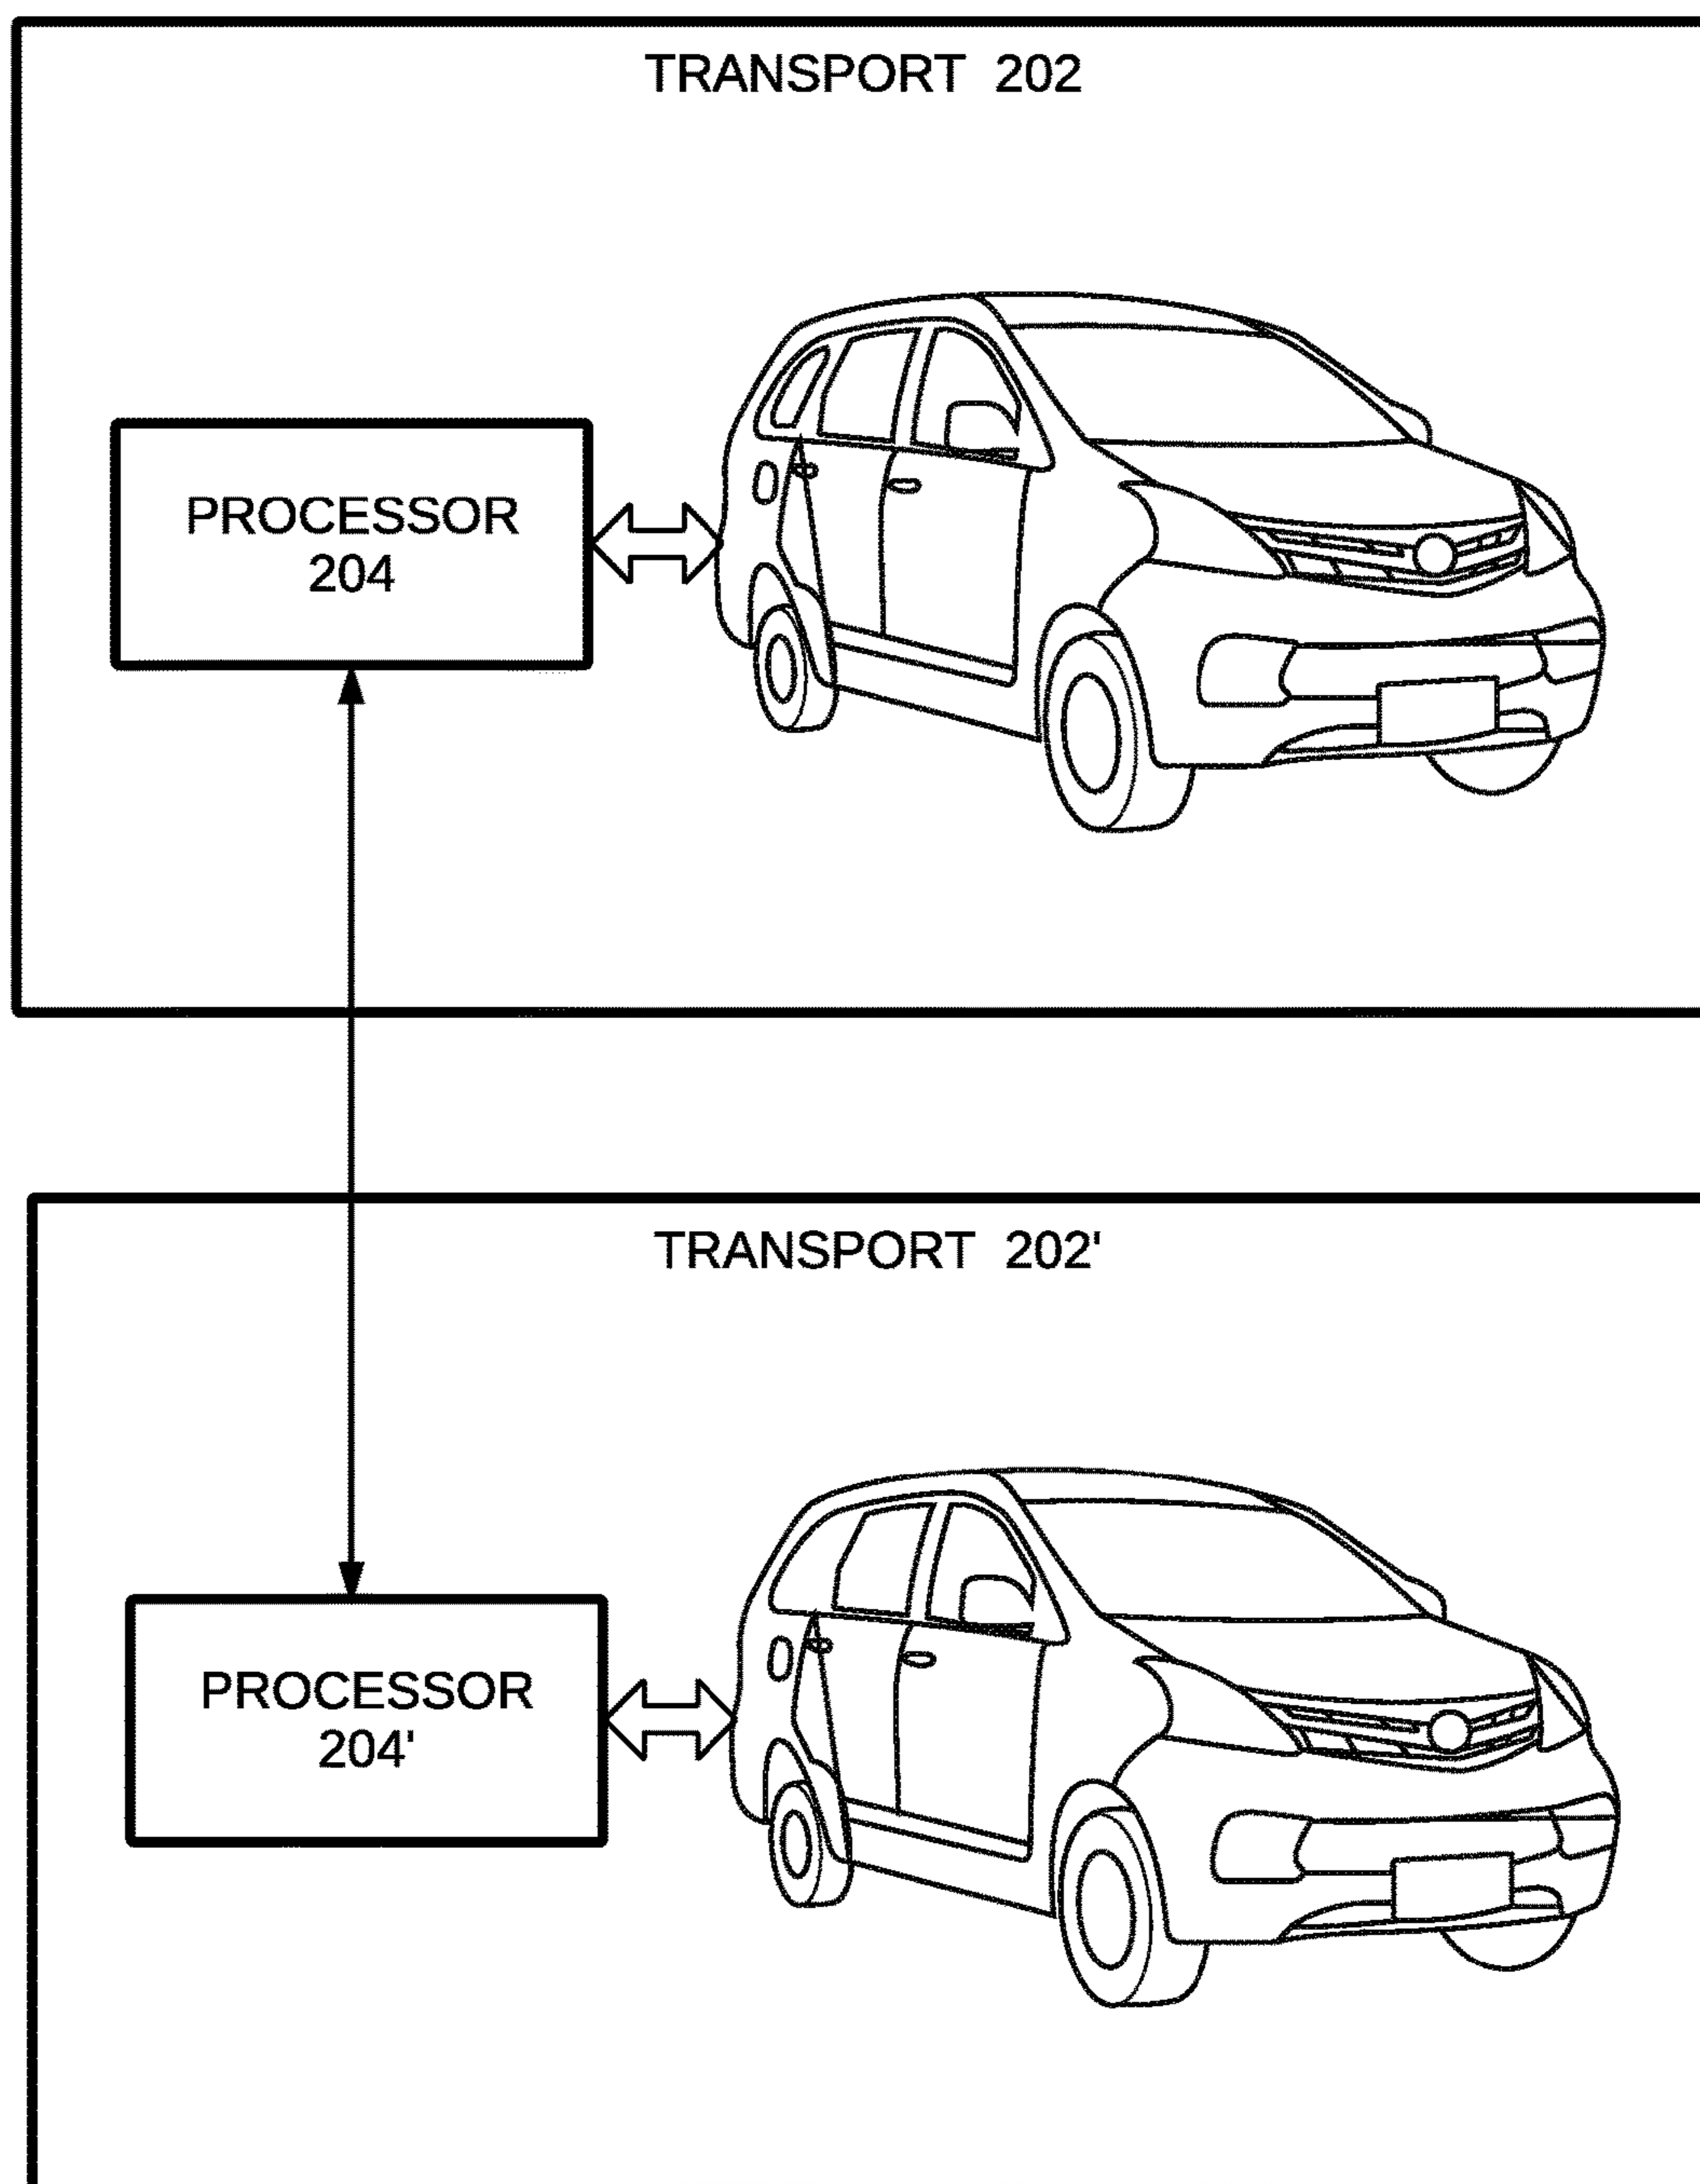 TRANSPORT 202
PROCESSOR
204
TRANSPORT 202'
PROCESSOR
204'